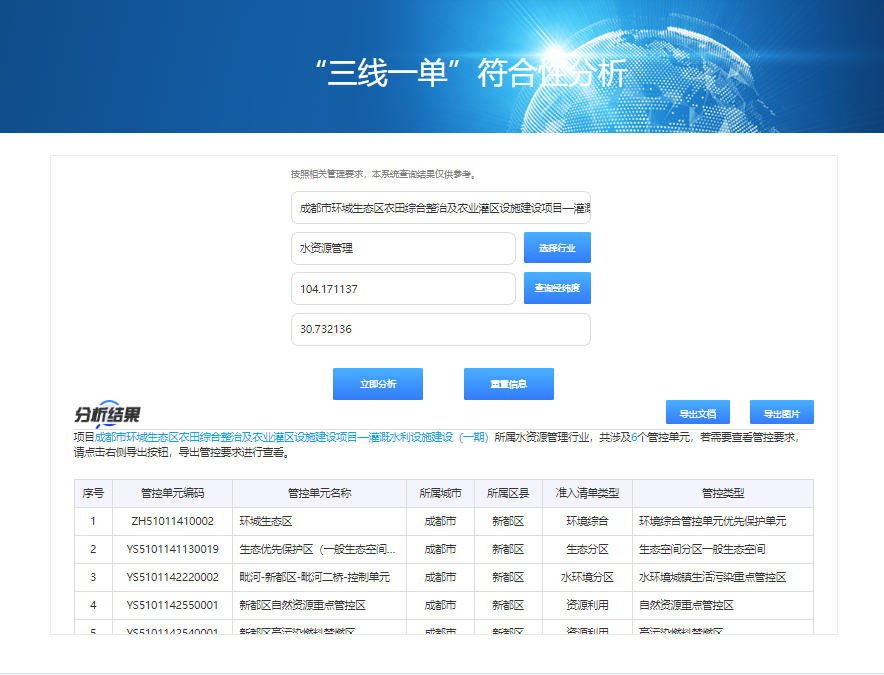 “三线一单”符合性分析
按照相关管理要求，本系统查询结果仅供参考。
成都市环城生态区农田综合整治及农业灌区设施建设项目—灌溉
水资源管理
选择行业
104.171137
查询经纬度
30.732136
立即分析
重置信息
分析结果
导出文档
导出图片
项目成都市环城生态区农田综合整治及农业灌区设施建设项目—灌溉水利设施建设（一期）所属水资源管理行业，共涉及6个管控单元，若需要查看管控要求，
请点击右侧导出按钮，导出管控要求进行查看。
序号 管控单元编码 管控单元名称 所属城市 所属区县 准入清单类型 管控类型
1 ZH51011410002 环城生态区 成都市 新都区 环境综合 环境综合管控单元优先保护单元
2 YS5101141130019 生态优先保护区（一般生态空间... 成都市 新都区 生态分区 生态空间分区一般生态空间
3 YS5101142220002 毗河-新都区-毗河二桥-控制单元 成都市 新都区 水环境分区 水环境城镇生活污染重点管控区
4 YS5101142550001 新都区自然资源重点管控区 成都市 新都区 资源利用 自然资源重点管控区
5 YS5101142540001 新都区高污染燃料禁燃区 成都市 新都区 资源利用 高污染燃料禁燃区